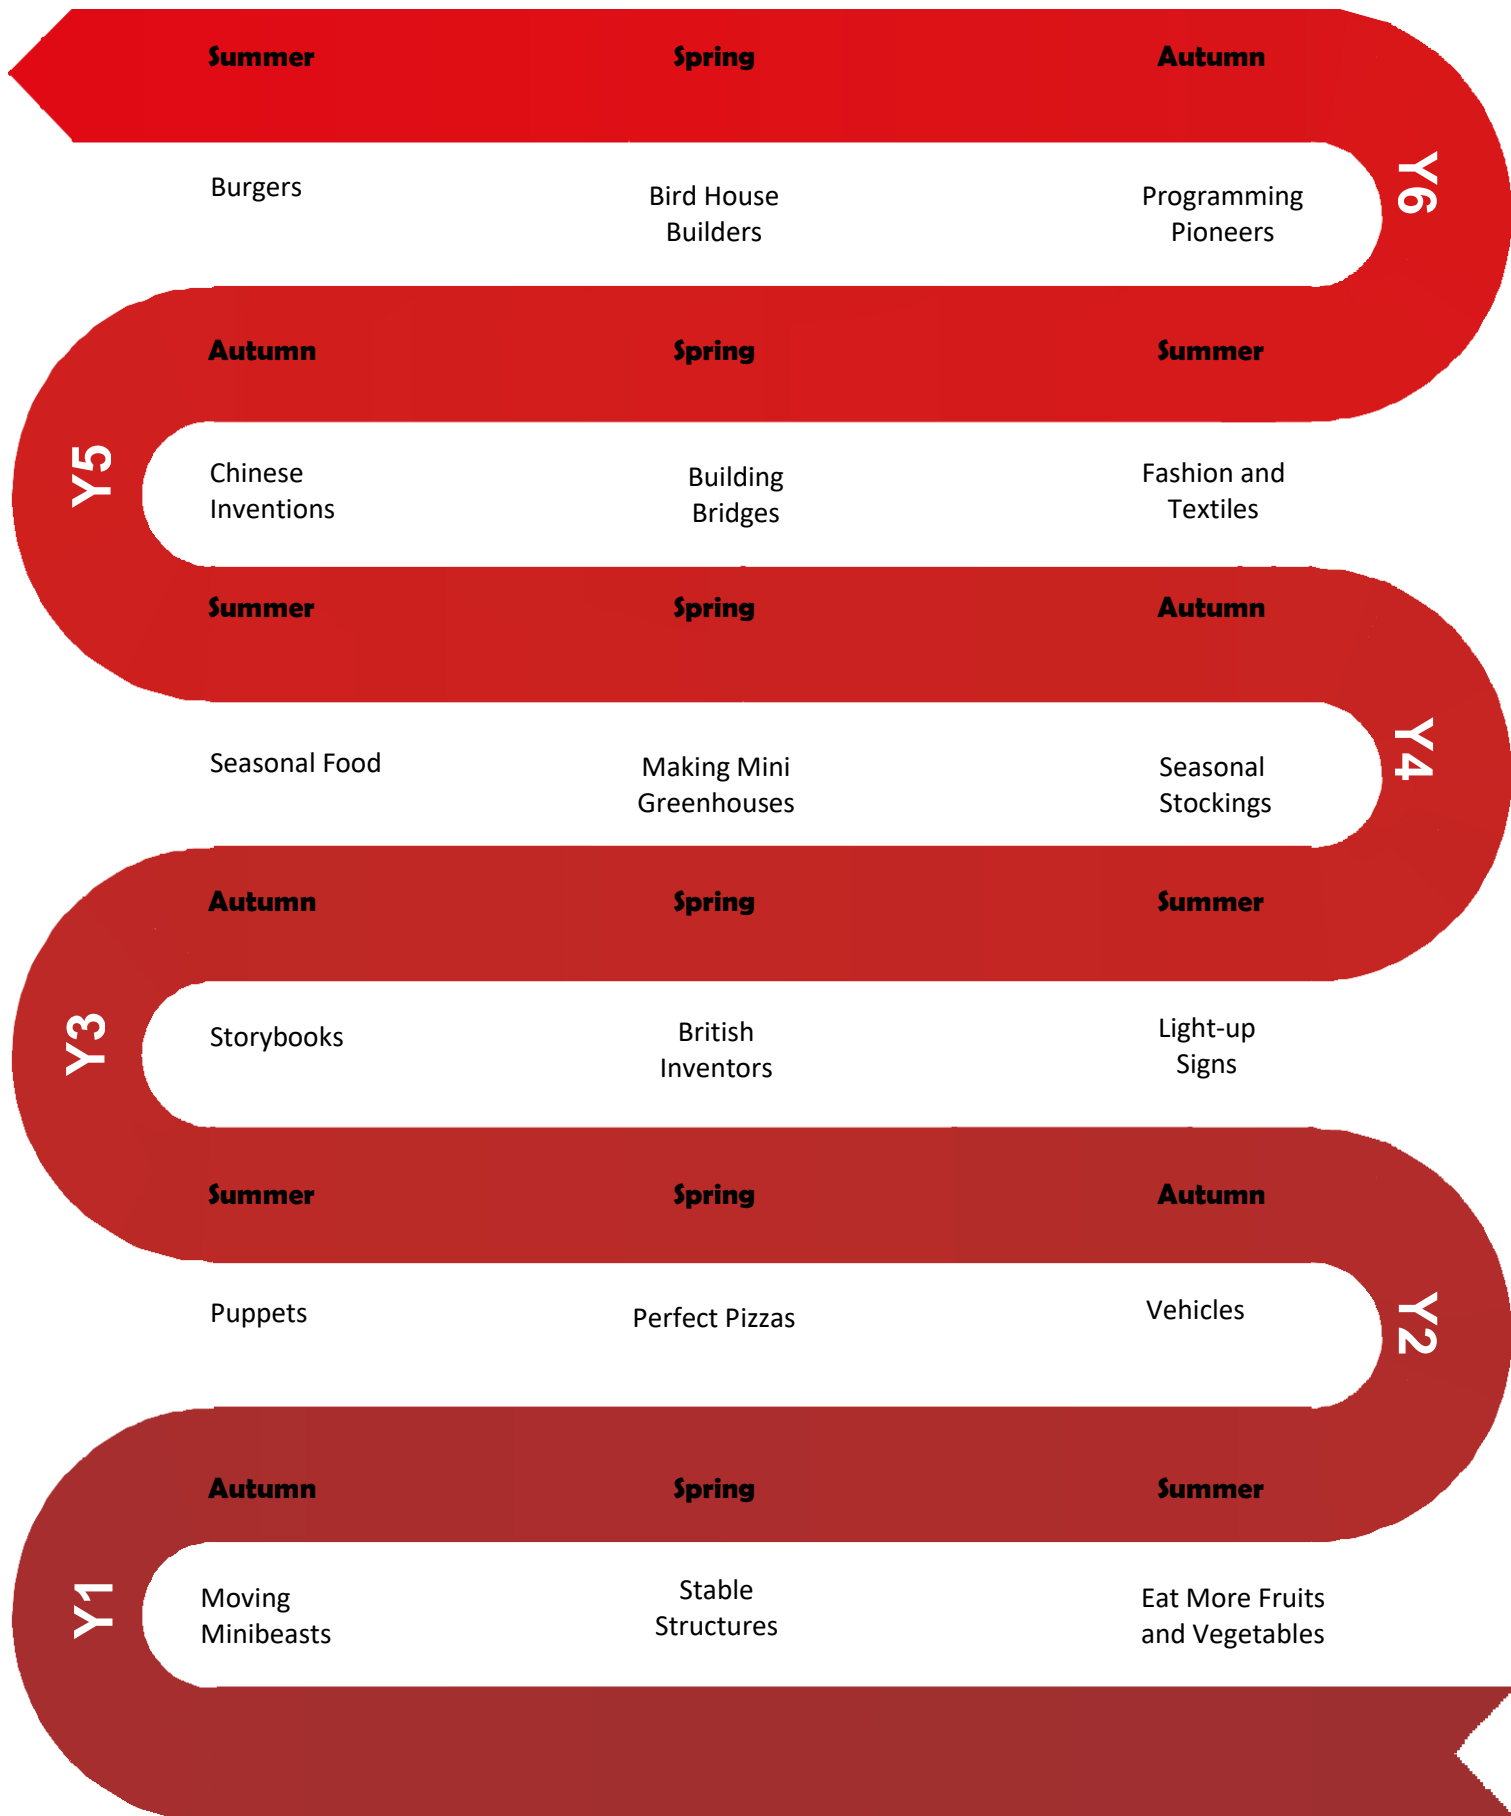 Summer
Spring
Autumn
Burgers
Bird House
Builders
Programming
Pioneers
Y6
Autumn
Spring
Summer
Y5
Chinese
Inventions
Building
Bridges
Fashion and
Textiles
Summer
Spring
Autumn
Seasonal Food
Making Mini
Greenhouses
Seasonal
Stockings
Y4
Autumn
Spring
Summer
Y3
Storybooks
British
Inventors
Light-up
Signs
Summer
Spring
Autumn
Puppets
Perfect Pizzas
Vehicles
Y2
Autumn
Spring
Summer
Y1
Moving
Minibeasts
Stable
Structures
Eat More Fruits
and Vegetables